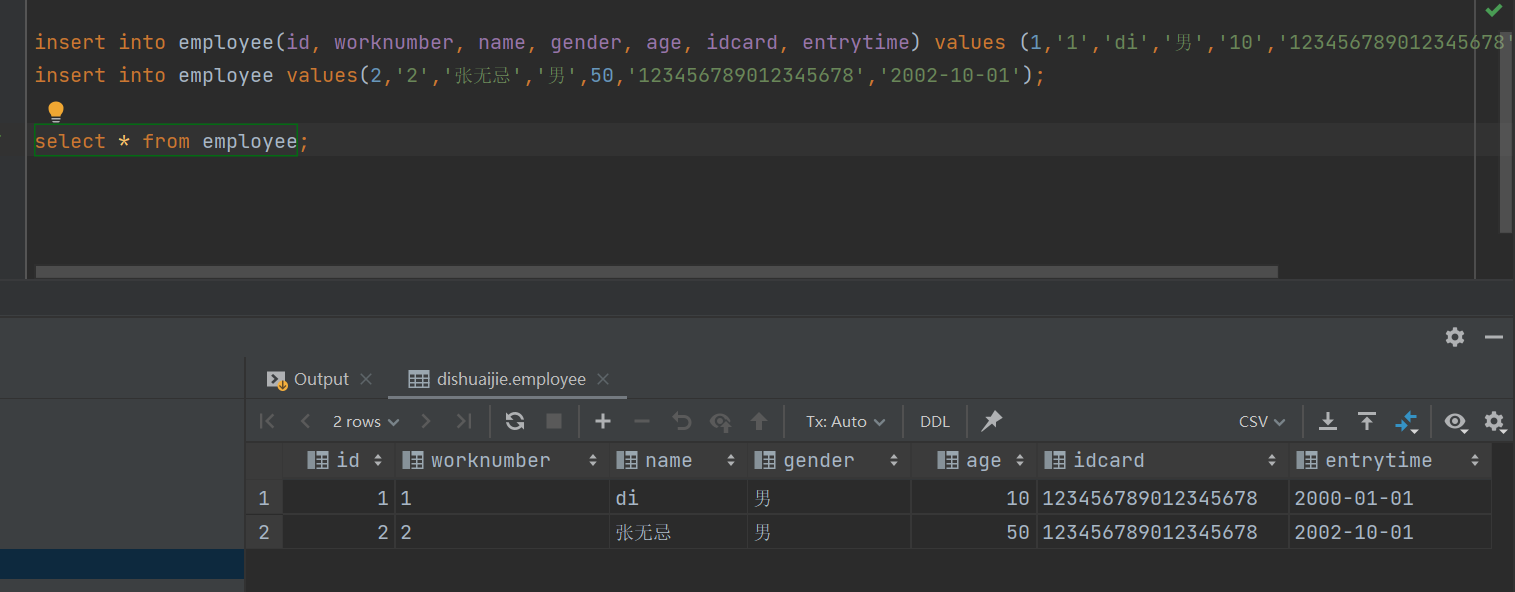 insert into employee(id, worknumber, name, gender, age, idcard, entrytime) values (1,'1','di','男','10','123456789012345678'
insert into employee values(2,'2','张无忌','男',50,'123456789012345678','2002-10-01');
select * from employee;
Output
dishuaijie.employee
2 rows
Tx: Auto
DDL
CSV
id worknumber name gender age idcard entrytime
1 1 1 di 男 10 123456789012345678 2000-01-01
2 2 2 张无忌 男 50 123456789012345678 2002-10-01